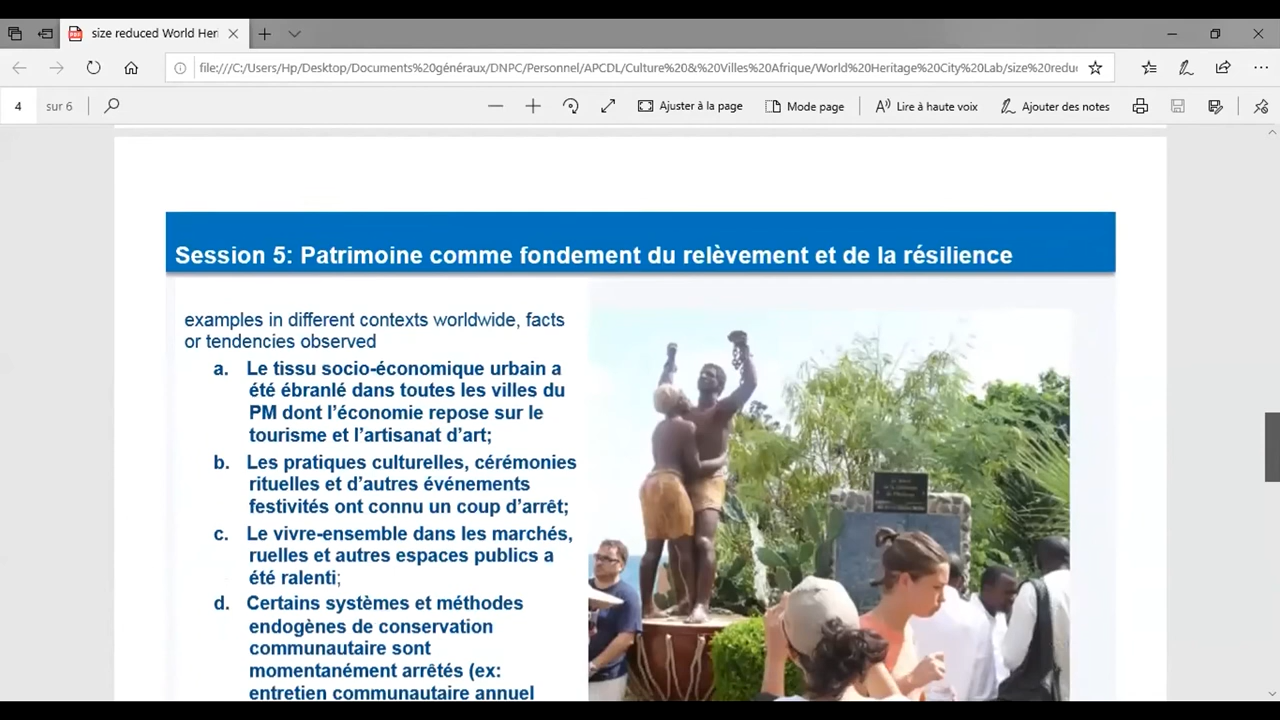 size reduced World Her
file:///C:/Users/Hp/Desktop/Documents%20généraux/DNPC/Personnel/APCDL/Culture%20&%20Villes%20Afrique/World%20Heritage%20City%20Lab/size%20redu
4 sur 6
Ajuster à la page
Mode page
Lire à haute voix
Ajouter des notes
Session 5: Patrimoine comme fondement du relèvement et de la résilience
examples in different contexts worldwide, facts
or tendencies observed
a. Le tissu socio-économique urbain a
été ébranlé dans toutes les villes du
PM dont l’économie repose sur le
tourisme et l’artisanat d’art;
b. Les pratiques culturelles, cérémonies
rituelles et d’autres événements
festivités ont connu un coup d’arrêt;
c. Le vivre-ensemble dans les marchés,
ruelles et autres espaces publics a
été ralenti;
d. Certains systèmes et méthodes
endogènes de conservation
communautaire sont
momentanément arrêtés (ex:
entretien communautaire annuel